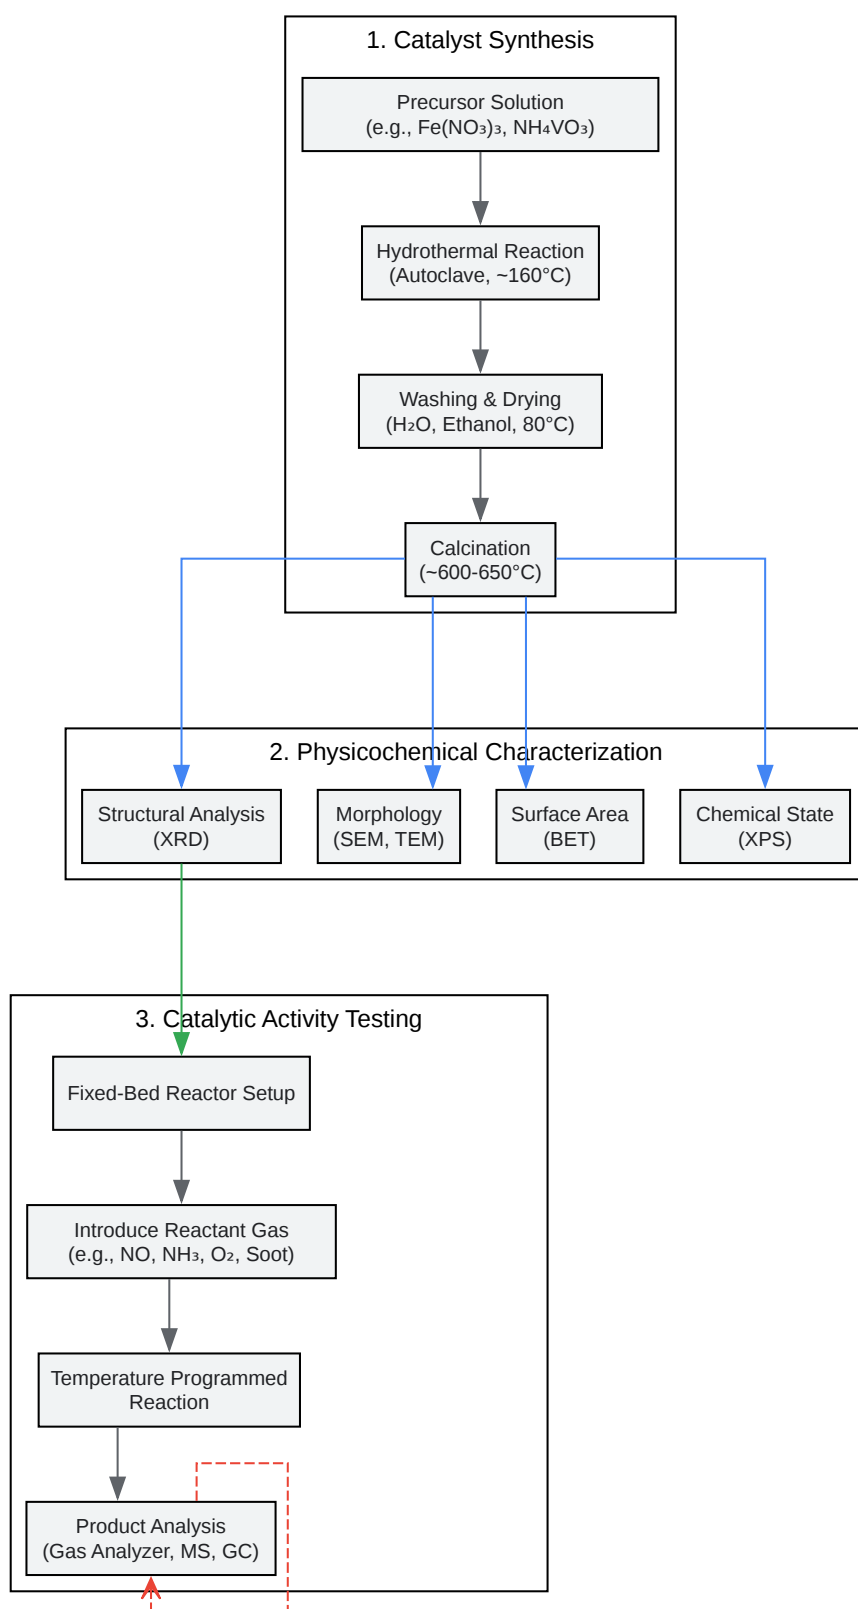 1. Catalyst Synthesis
Precursor Solution
(e.g., Fe(NO₃)₃, NH₄VO₃)
Hydrothermal Reaction
(Autoclave, ~160°C)
Washing & Drying
(H₂O, Ethanol, 80°C)
Calcination
(~600-650°C)
2. Physicochemical Characterization
Structural Analysis
(XRD)
Morphology
(SEM, TEM)
Surface Area
(BET)
Chemical State
(XPS)
3. Catalytic Activity Testing
Fixed-Bed Reactor Setup
Introduce Reactant Gas
(e.g., NO, NH₃, O₂, Soot)
Temperature Programmed
Reaction
Product Analysis
(Gas Analyzer, MS, GC)